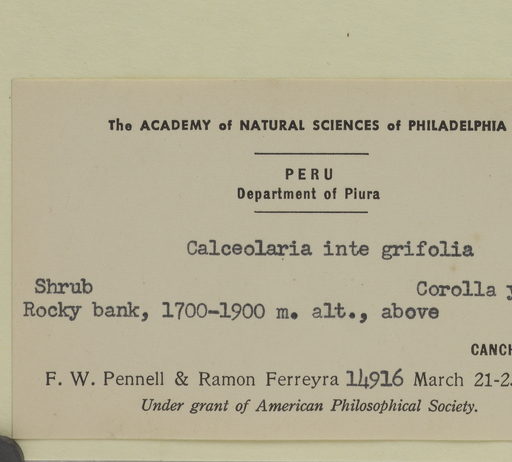 The ACADEMY of NATURAL SCIENCES of PHILADELPHIA
PERU
Department of Piura
Calceolaria inte grifolia
Shrub Corolla
Rocky bank, 1700-1900 m. alt., above
F. W. Pennell & Ramon Ferreyra 14916 March
Under grant of American Philosophical Society.